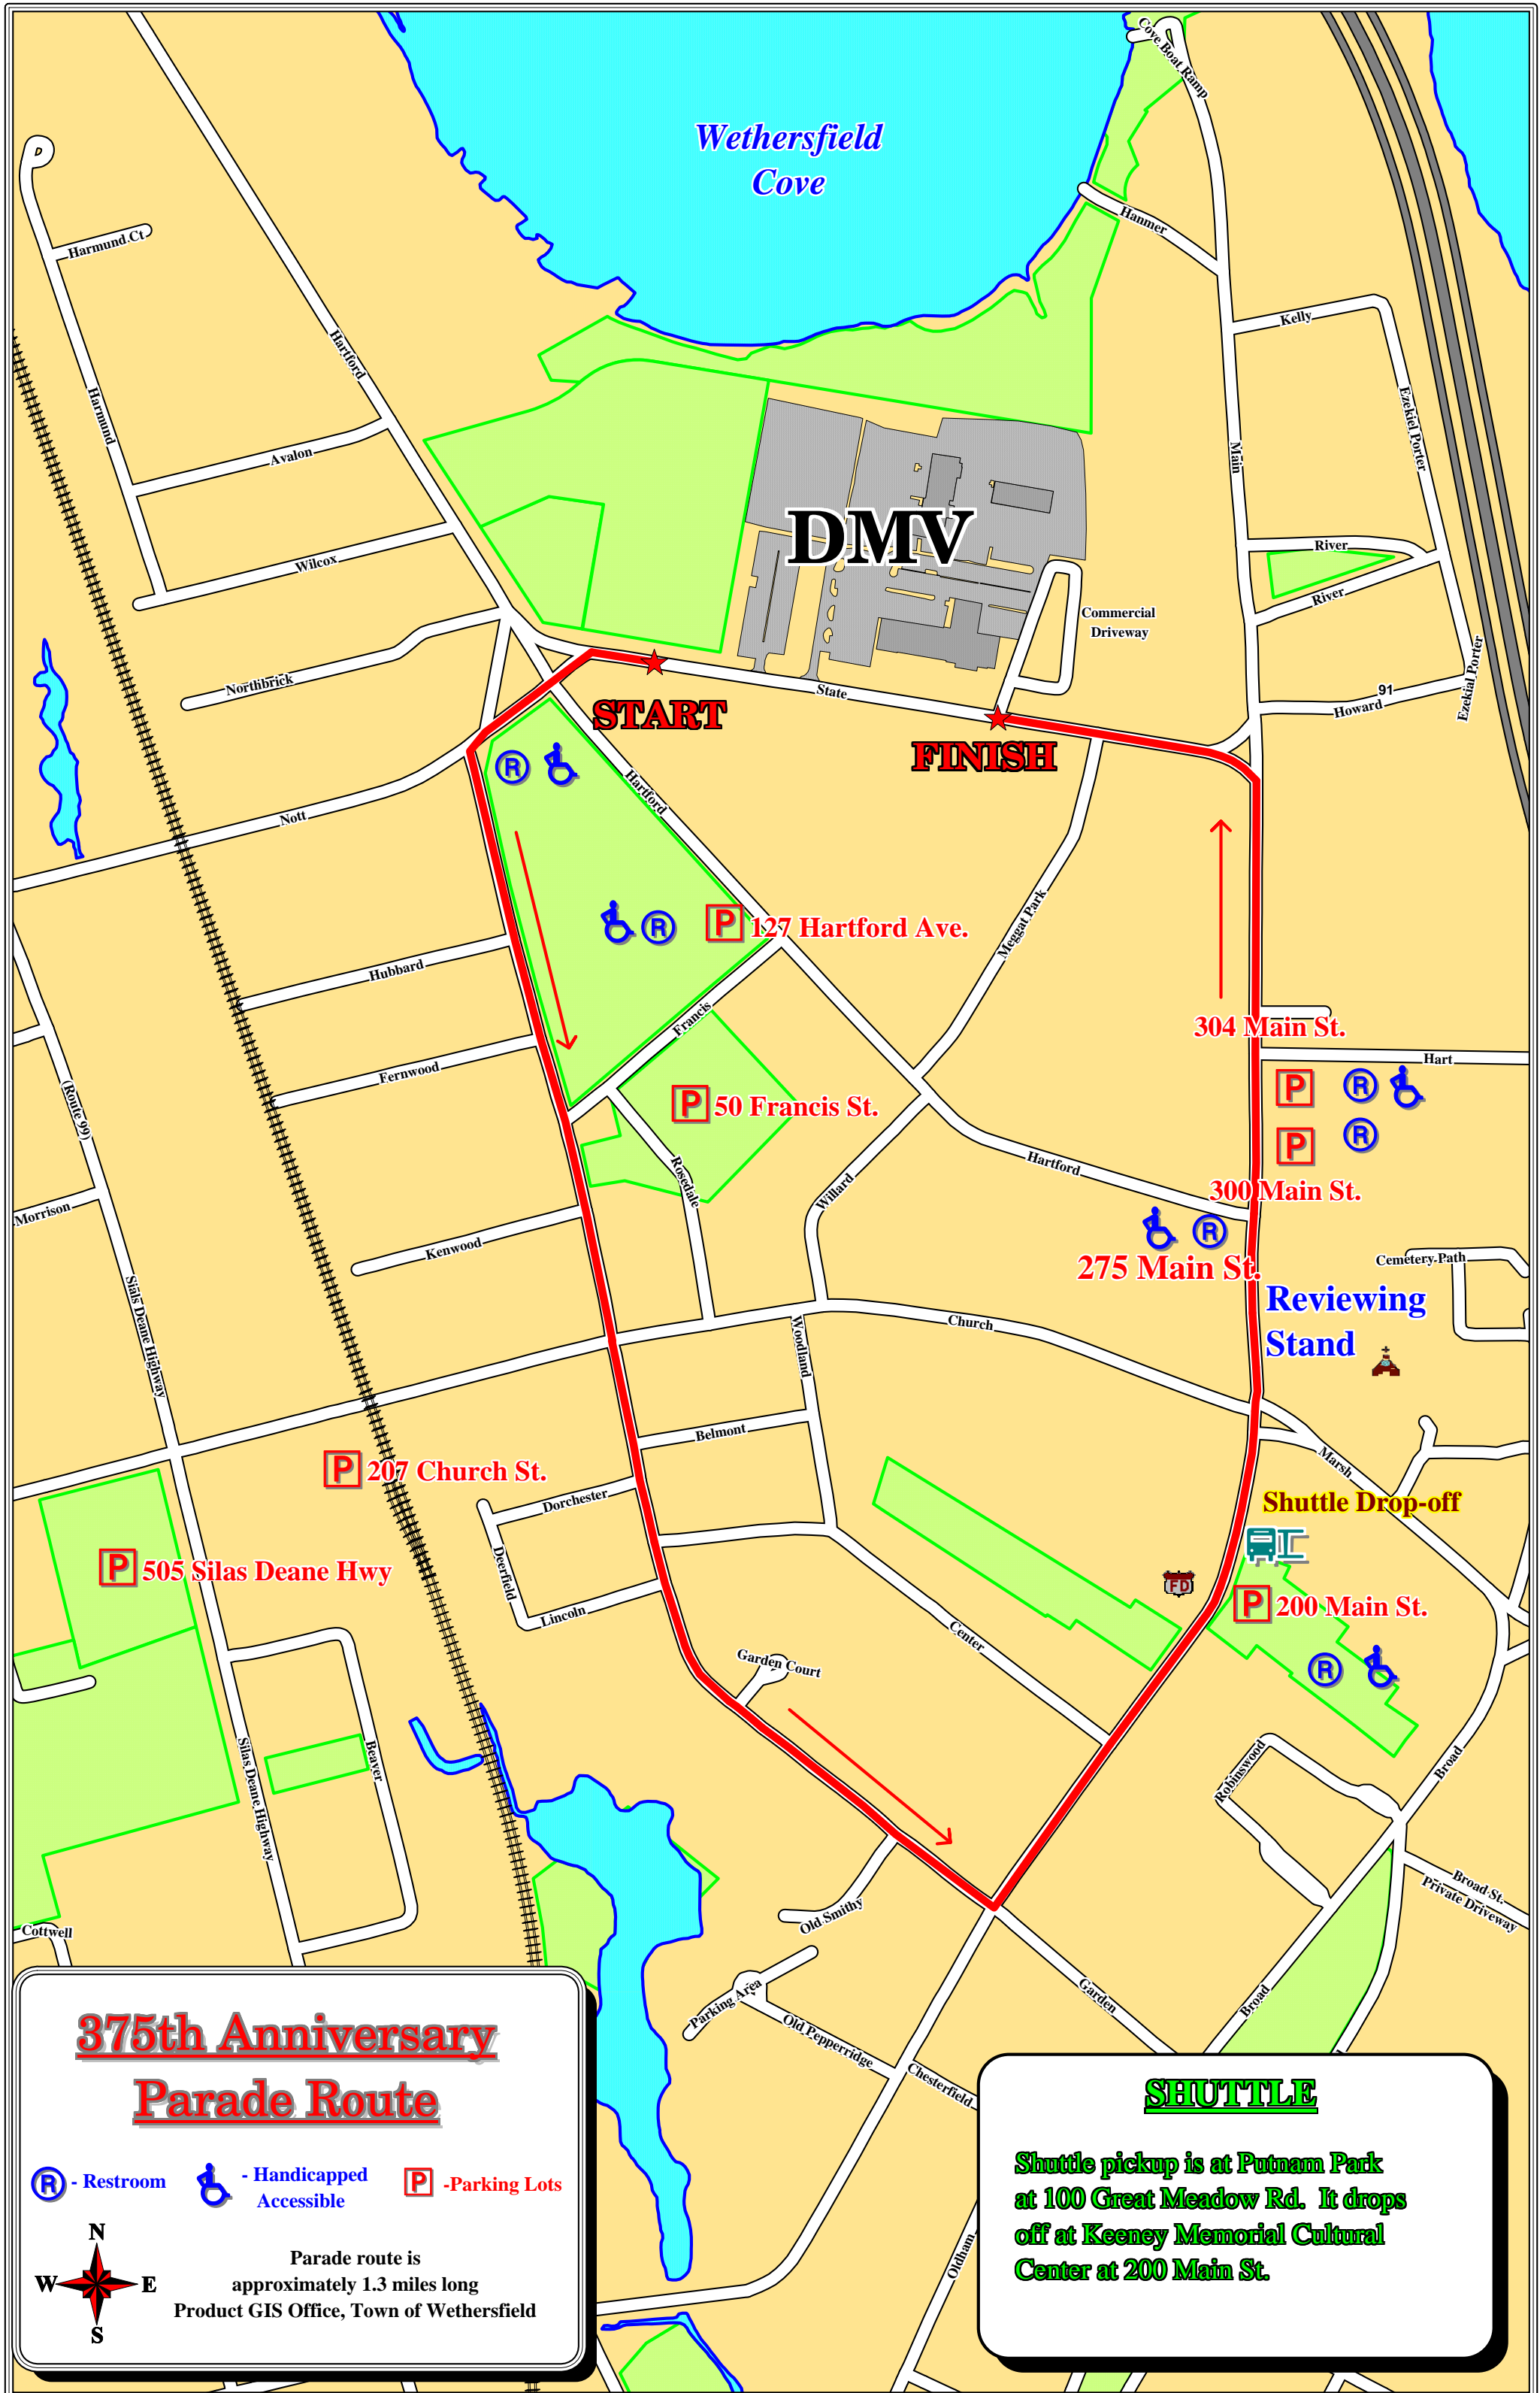 Cove Boat Ramp
Wethersfield
Cove
Hanmer
Harmund Ct
Kelly
Hartford
Harmund
Ezekiel Porter
Avalon
Main
DMV
River
Wilcox
River
Commercial
Driveway
Ezekial Porter
Northbrick
State
91
Howard
START
FINISH
Hartford
Nott
127 Hartford Ave.
Meggat Park
Hubbard
Francis
304 Main St.
Hart
Fernwood
(Route 99)
50 Francis St.
Rosedale
Hartford
Willard
300 Main St.
Morrison
Kenwood
275 Main St.
Cemetery Path
Reviewing
Stand
Sials Deane Highway
Church
Woodland
Belmont
Marsh
207 Church St.
Dorchester
Shuttle Drop-off
505 Silas Deane Hwy
Deerfield
FD
200 Main St.
Lincoln
Center
Garden Court
Silas Deane Highway
Beaver
Robinswood
Broad
Broad St.
Private Driveway
Old Smithy
Cottwell
Parking Area
Garden
Broad
Old Pepperridge
Chesterfield
Oldham
375th Anniversary
Parade Route
R - Restroom
- Handicapped
Accessible
P -Parking Lots
N
W E
S
Parade route is
approximately 1.3 miles long
Product GIS Office, Town of Wethersfield
SHUTTLE
Shuttle pickup is at Putnam Park
at 100 Great Meadow Rd. It drops
off at Keeney Memorial Cultural
Center at 200 Main St.